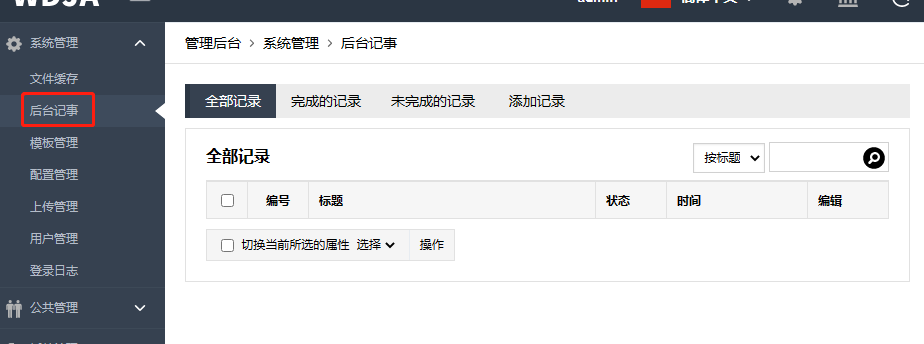 WDJA
admin
简体中文
系统管理
文件缓存
后台记事
模板管理
配置管理
上传管理
用户管理
登录日志
公共管理
管理后台 > 系统管理 > 后台记事
全部记录 完成的记录 未完成的记录 添加记录
全部记录
按标题
编号 标题 状态 时间 编辑
切换当前所选的属性 选择 操作